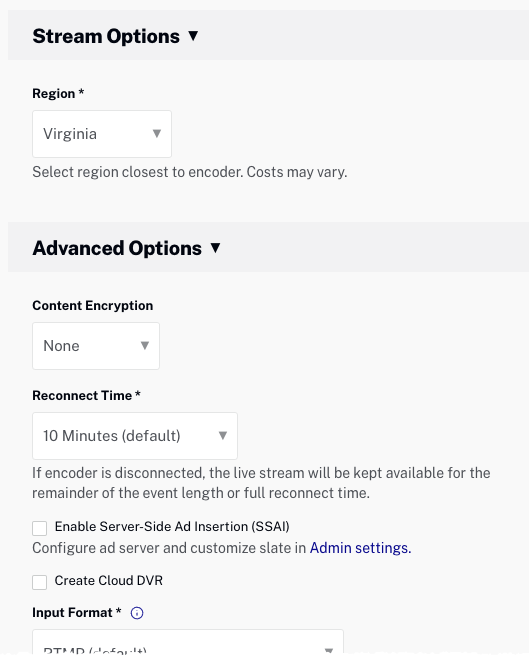 Stream Options ▼
Region *
Virginia
Select region closest to encoder. Costs may vary.
Advanced Options ▼
Content Encryption
None
Reconnect Time *
10 Minutes (default)
If encoder is disconnected, the live stream will be kept available for the
remainder of the event length or full reconnect time.
Enable Server-Side Ad Insertion (SSAI)
Configure ad server and customize slate in Admin settings.
Create Cloud DVR
Input Format *
RTMP (default)